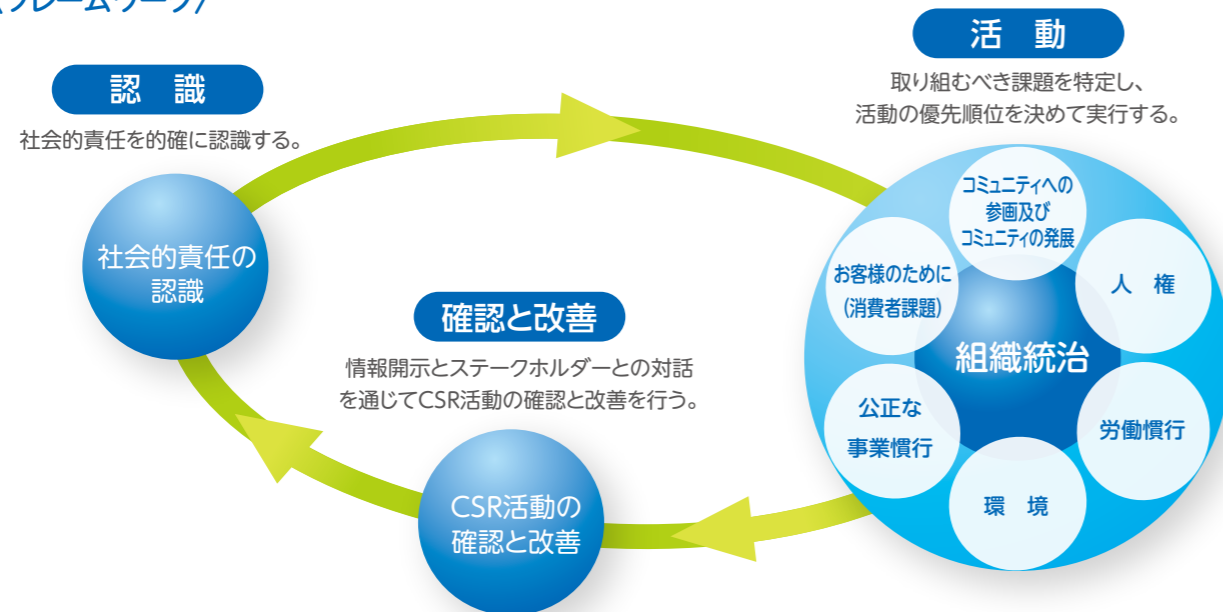 フレームワーク
認　識
社会的責任を的確に認識する。
社会的責任の
認識
活　動
取り組むべき課題を特定し、
活動の優先順位を決めて実行する。
コミュニティへの
参画及び
コミュニティの発展
人　権
労働慣行
環　境
公正な
事業慣行
お客様のために
(消費者課題)
組織統治
確認と改善
情報開示とステークホルダーとの対話
を通じてCSR活動の確認と改善を行う。
CSR活動の
確認と改善